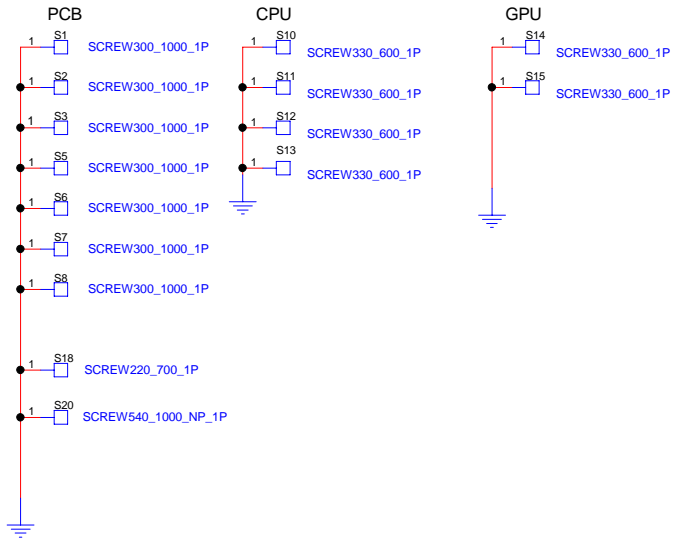 PCB
S1
1 SCREW300_1000_1P
S2
1 SCREW300_1000_1P
S3
1 SCREW300_1000_1P
S5
1 SCREW300_1000_1P
S6
1 SCREW300_1000_1P
S7
1 SCREW300_1000_1P
S8
1 SCREW300_1000_1P
S18
1 SCREW220_700_1P
S20
1 SCREW540_1000_NP_1P
CPU
S10
1 SCREW330_600_1P
S11
1 SCREW330_600_1P
S12
1 SCREW330_600_1P
S13
1 SCREW330_600_1P
GPU
S14
1 SCREW330_600_1P
S15
1 SCREW330_600_1P